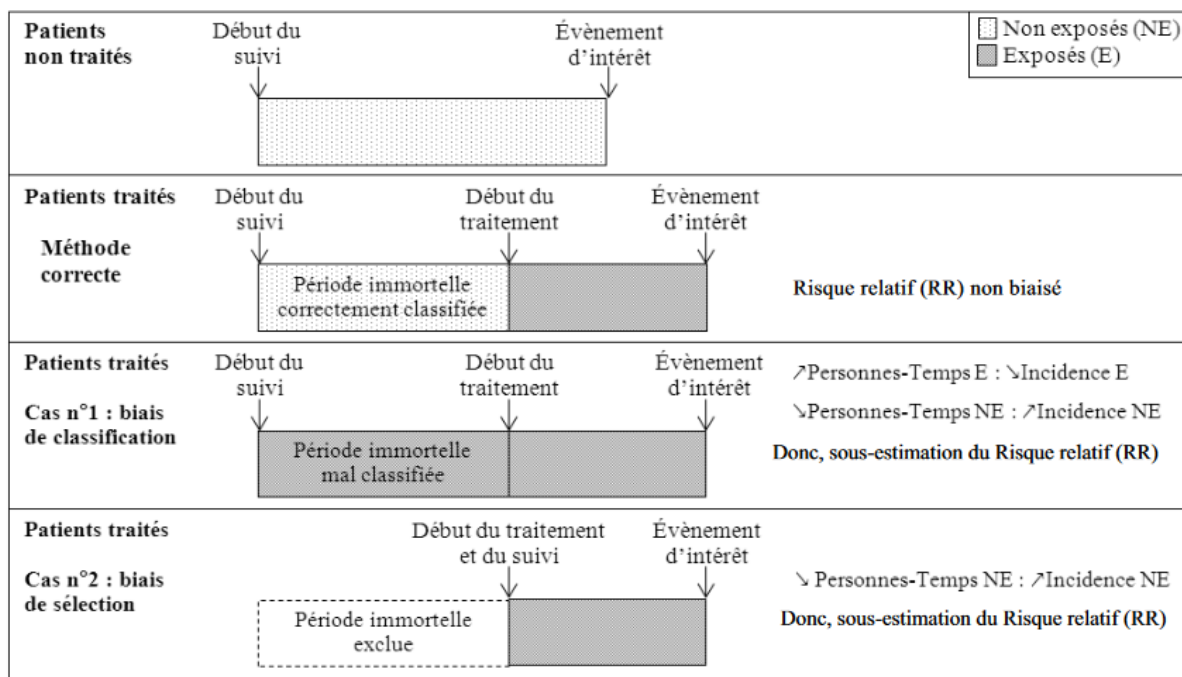 Patients
non traités
Début du
suivi
Évènement
d'intérêt
Non exposés (NE)
Exposés (E)
Patients traités
Méthode
correcte
Début du
suivi
Début du
traitement
Évènement
d'intérêt
Période immortelle
correctement classifiée
Risque relatif (RR) non biaisé
Patients traités
Cas n°1 : biais
de classification
Début du
suivi
Début du
traitement
Évènement
d'intérêt
Période immortelle
mal classifiée
↗Personnes-Temps E : ↘Incidence E
↘Personnes-Temps NE : ↗Incidence NE
Donc, sous-estimation du Risque relatif (RR)
Patients traités
Cas n°2 : biais
de sélection
Début du traitement
et du suivi
Évènement
d'intérêt
Période immortelle
exclue
↘ Personnes-Temps NE : ↗Incidence NE
Donc, sous-estimation du Risque relatif (RR)